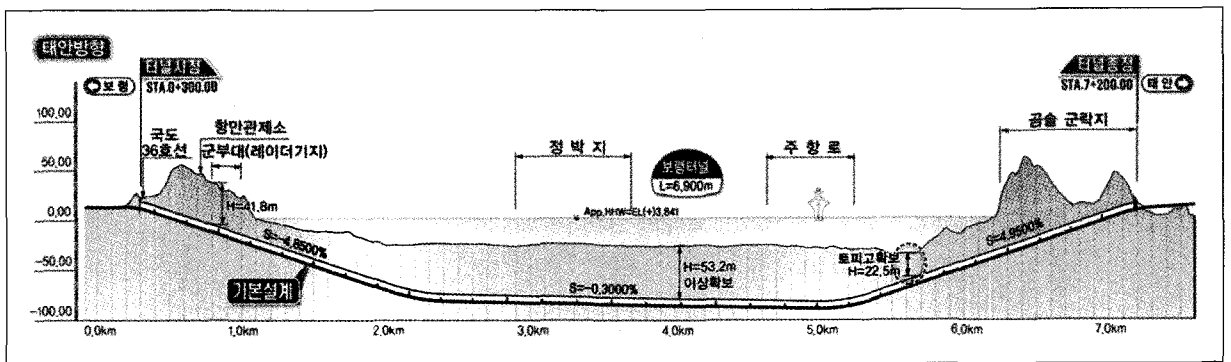 태안방향
터널시점
STA.0+300.00
보령
터널종점
STA.7+200.00
태안
100.00
50.00
0.00
-50.00
-100.00
국도
36호선
항만관제소
군부대(레이더기지)
H=41.8m
정박지
보령터널
L=6,900m
주항로
곰솔 군락지
App.HHW=EL(+)3.841
S=-4.8500%
기본설계
S=-0.3000%
H=53.2m
이상확보
토피고확보
H=22.5m
S=4.9500%
0.0km
1.0km
2.0km
3.0km
4.0km
5.0km
6.0km
7.0km